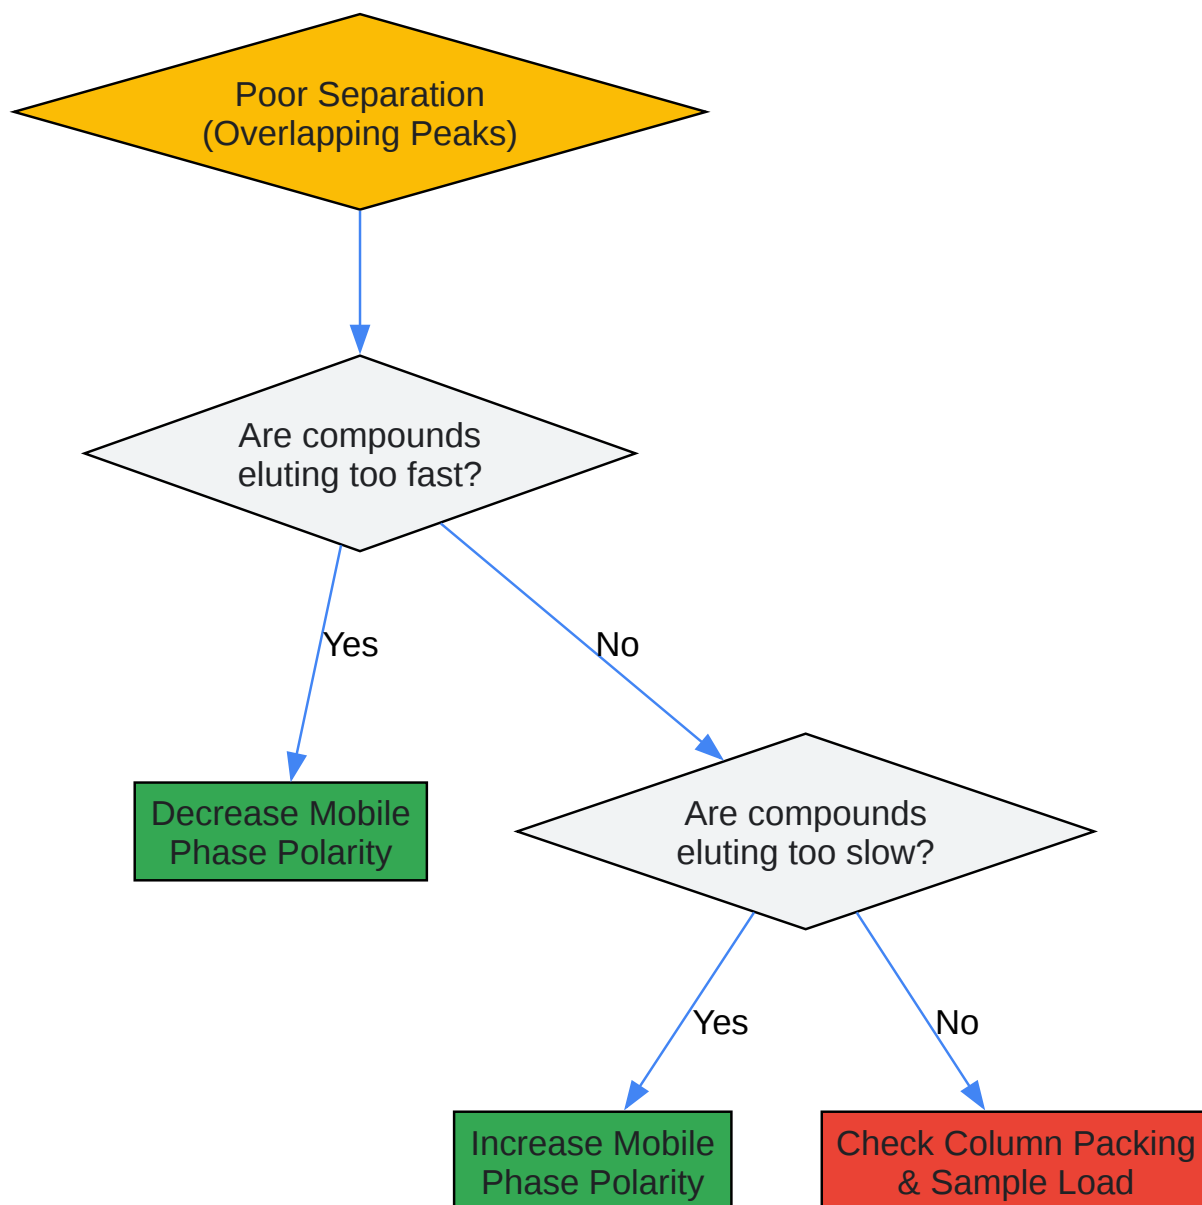 Poor Separation
(Overlapping Peaks)
Are compounds
eluting too fast?
Yes
No
Decrease Mobile
Phase Polarity
Are compounds
eluting too slow?
Yes
No
Increase Mobile
Phase Polarity
Check Column Packing
& Sample Load